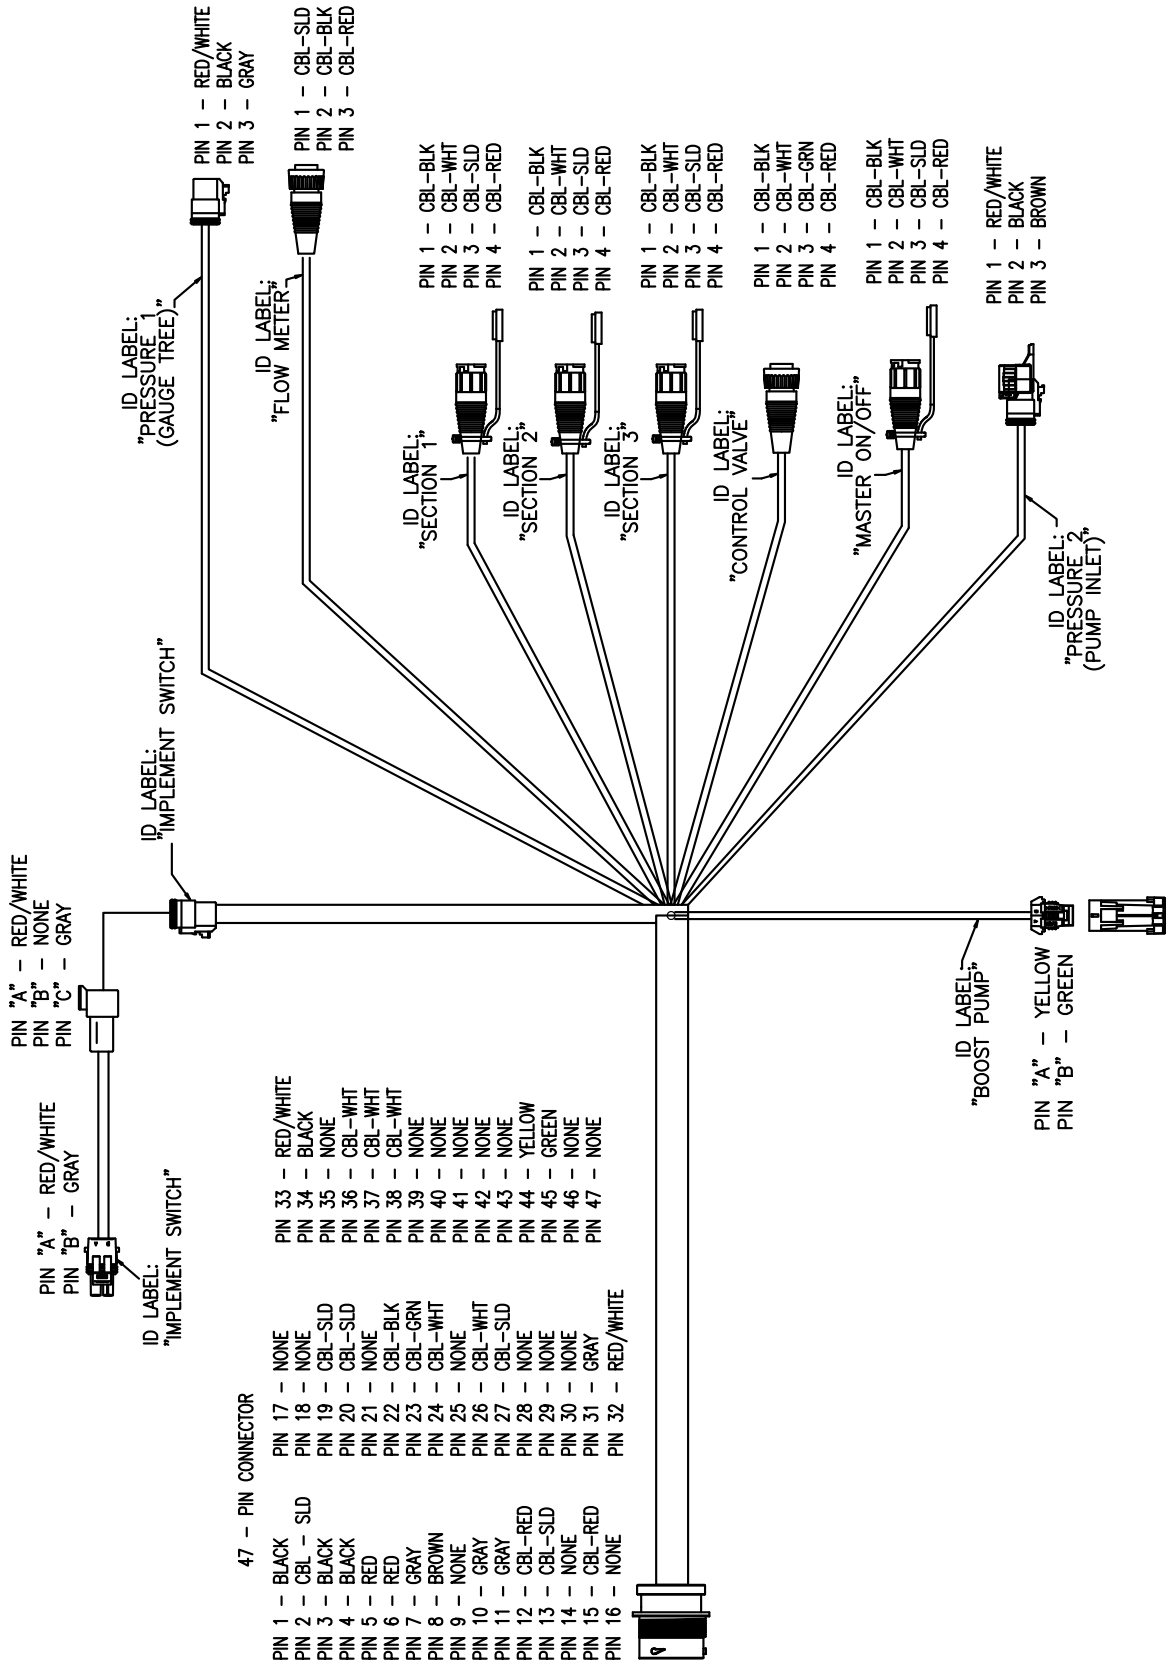 PIN 1 - RED/WHITE
PIN 2 - BLACK
PIN 3 - GRAY
PIN 1 - CBL-SLD
PIN 2 - CBL-BLK
PIN 3 - CBL-RED
ID LABEL:
"PRESSURE 1
(GAUGE TREE)"
ID LABEL:
"FLOW METER"
PIN 1 - CBL-BLK
PIN 2 - CBL-WHT
PIN 3 - CBL-SLD
PIN 4 - CBL-RED
ID LABEL:
"SECTION 1"
PIN 1 - CBL-BLK
PIN 2 - CBL-WHT
PIN 3 - CBL-SLD
PIN 4 - CBL-RED
ID LABEL:
"SECTION 2"
PIN 1 - CBL-BLK
PIN 2 - CBL-WHT
PIN 3 - CBL-SLD
PIN 4 - CBL-RED
ID LABEL:
"SECTION 3"
PIN 1 - CBL-BLK
PIN 2 - CBL-WHT
PIN 3 - CBL-GRN
PIN 4 - CBL-RED
ID LABEL:
"CONTROL VALVE"
PIN 1 - CBL-BLK
PIN 2 - CBL-WHT
PIN 3 - CBL-SLD
PIN 4 - CBL-RED
ID LABEL:
"MASTER ON/OFF"
PIN 1 - RED/WHITE
PIN 2 - BLACK
PIN 3 - BROWN
ID LABEL:
"PRESSURE 2
(PUMP INLET)"
ID LABEL:
"IMPLEMENT SWITCH"
PIN "A" - RED/WHITE
PIN "B" - NONE
PIN "C" - GRAY
PIN "A" - RED/WHITE
PIN "B" - GRAY
ID LABEL:
"IMPLEMENT SWITCH"
ID LABEL:
"BOOST PUMP"
PIN "A" - YELLOW
PIN "B" - GREEN
47 - PIN CONNECTOR
PIN 1 - BLACK
PIN 2 - CBL - SLD
PIN 3 - BLACK
PIN 4 - BLACK
PIN 5 - RED
PIN 6 - RED
PIN 7 - GRAY
PIN 8 - BROWN
PIN 9 - NONE
PIN 10 - GRAY
PIN 11 - GRAY
PIN 12 - CBL-RED
PIN 13 - CBL-SLD
PIN 14 - NONE
PIN 15 - CBL-RED
PIN 16 - NONE
PIN 17 - NONE
PIN 18 - NONE
PIN 19 - CBL-SLD
PIN 20 - CBL-SLD
PIN 21 - NONE
PIN 22 - CBL-BLK
PIN 23 - CBL-GRN
PIN 24 - CBL-WHT
PIN 25 - NONE
PIN 26 - CBL-WHT
PIN 27 - CBL-SLD
PIN 28 - NONE
PIN 29 - NONE
PIN 30 - NONE
PIN 31 - GRAY
PIN 32 - RED/WHITE
PIN 33 - RED/WHITE
PIN 34 - BLACK
PIN 35 - NONE
PIN 36 - CBL-WHT
PIN 37 - CBL-WHT
PIN 38 - CBL-WHT
PIN 39 - NONE
PIN 40 - NONE
PIN 41 - NONE
PIN 42 - NONE
PIN 43 - NONE
PIN 44 - YELLOW
PIN 45 - GREEN
PIN 46 - NONE
PIN 47 - NONE